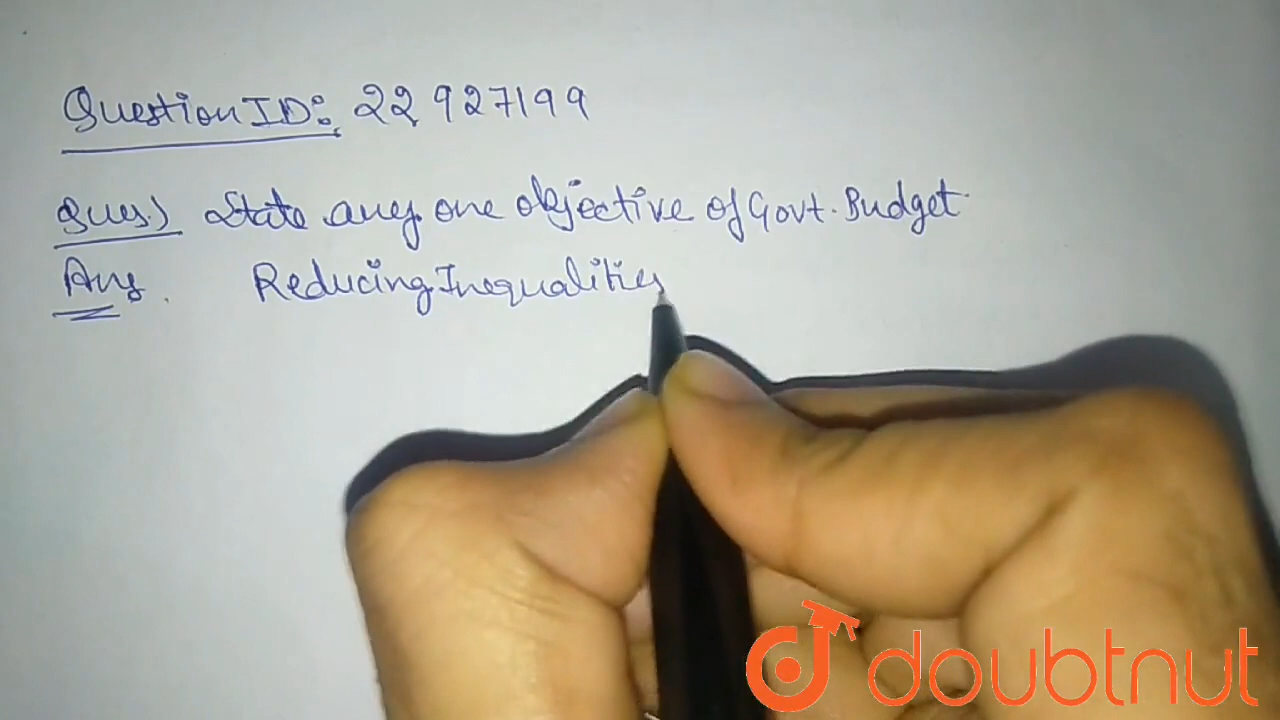 Question ID: 22927199
Ques) State any one objective of Govt. Budget.
Ans. Reducing Inequalities
doubtnut